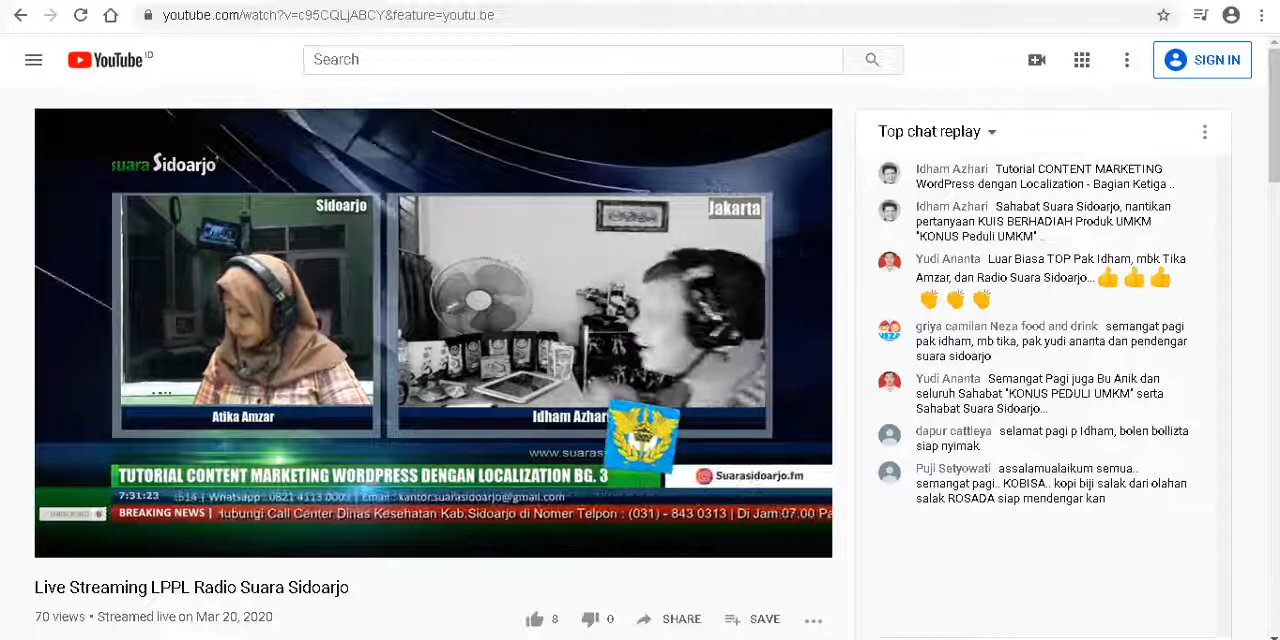 youtube.com/watch?v=c95CQLjABCY&feature=youtu.be
YouTube ID
Search
SIGN IN
suara Sidoarjo
Sidoarjo
Jakarta
Atika Amzar
Idham Azhar
www.suaras
TUTORIAL CONTENT MARKETING WORDPRESS DENGAN LOCALIZATION BG. 3
Suarasidoarjo.fm
7:31:23 514 | Whatsapp : 0821 4113 000 | Email : kantor.suarasidoarjo@gmail.com
BREAKING NEWS | Hubungi Call Center Dinas Kesehatan Kab.Sidoarjo di Nomer Telpon : (031) - 843 0313 | Di Jam 07.00 Pa
Live Streaming LPPL Radio Suara Sidoarjo
70 views • Streamed live on Mar 20, 2020
8 0 SHARE SAVE
Top chat replay
Idham Azhari Tutorial CONTENT MARKETING
WordPress dengan Localization - Bagian Ketiga ..
Idham Azhari Sahabat Suara Sidoarjo, nantikan
pertanyaan KUIS BERHADIAH Produk UMKM
"KONUS Peduli UMKM" ..
Yudi Ananta Luar Biasa TOP Pak Idham, mbk Tika
Amzar, dan Radio Suara Sidoarjo...👍👍👍
👏👏👏
griya camilan Neza food and drink semangat pagi
pak idham, mb tika, pak yudi ananta dan pendengar
suara sidoarjo
Yudi Ananta Semangat Pagi juga Bu Anik dan
seluruh Sahabat "KONUS PEDULI UMKM" serta
Sahabat Suara Sidoarjo...
dapur cattleya selamat pagi p Idham, bolen bollizta
siap nyimak
Puji Setyowati assalamualaikum semua..
semangat pagi.. KOBISA.. kopi biji salak dari olahan
salak ROSADA siap mendengar kan